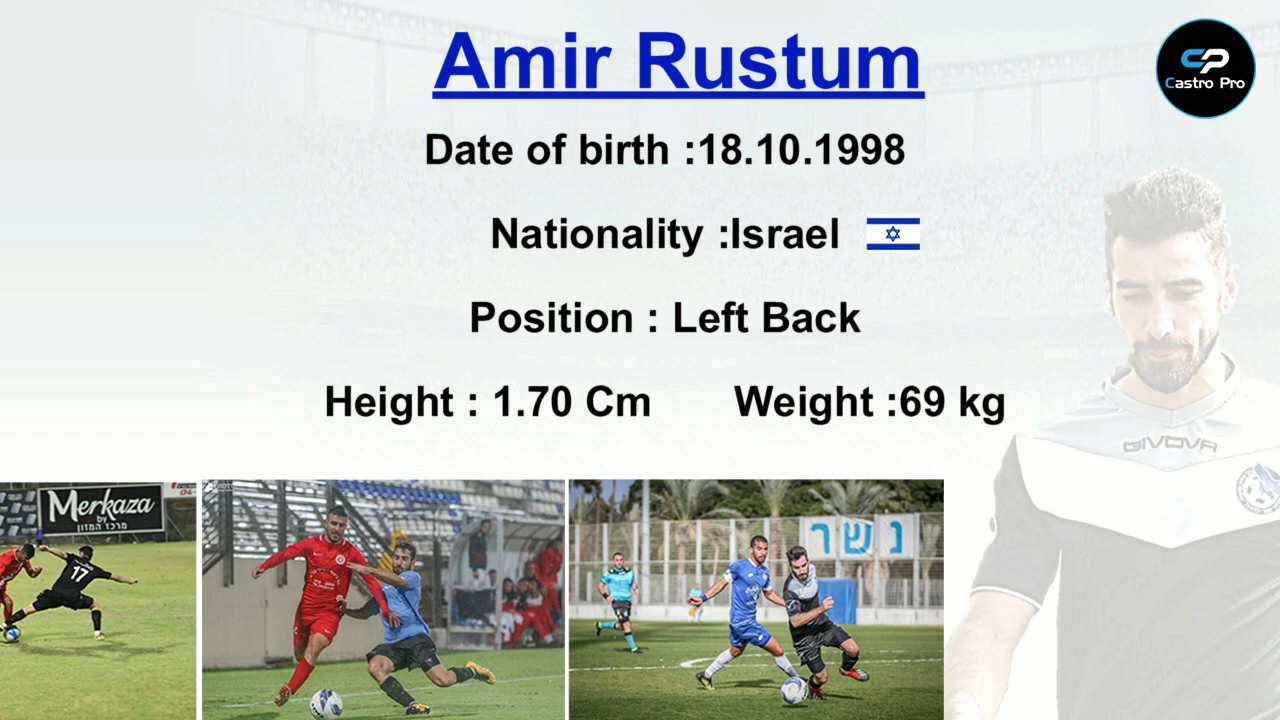 Amir Rustum
CP
Castro Pro
Date of birth :18.10.1998
Nationality :Israel
Position : Left Back
Height : 1.70 Cm Weight :69 kg
GIVOVA
Merkaza
by
מרכז המזון
17
נשר